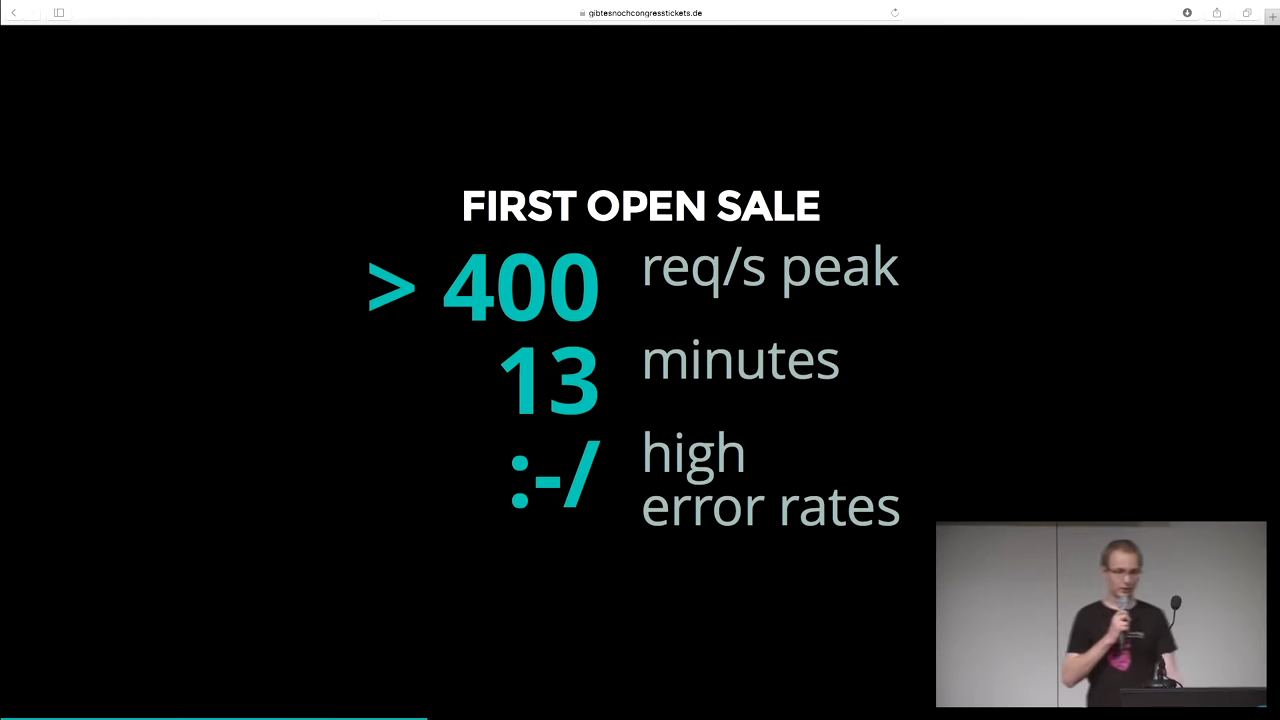 gibtesnochcongresstickets.de
FIRST OPEN SALE
> 400 req/s peak
13 minutes
:-/ high
error rates